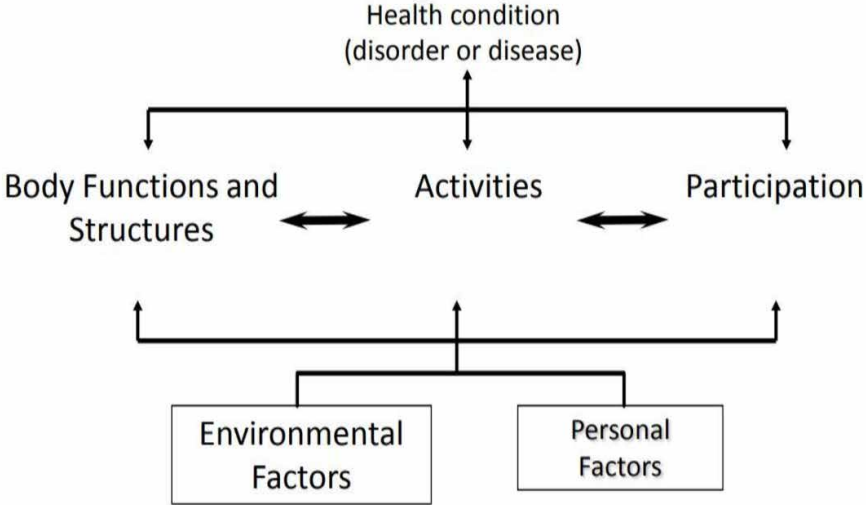 Health condition
(disorder or disease)
Body Functions and
Structures
Activities
Participation
Environmental
Factors
Personal
Factors